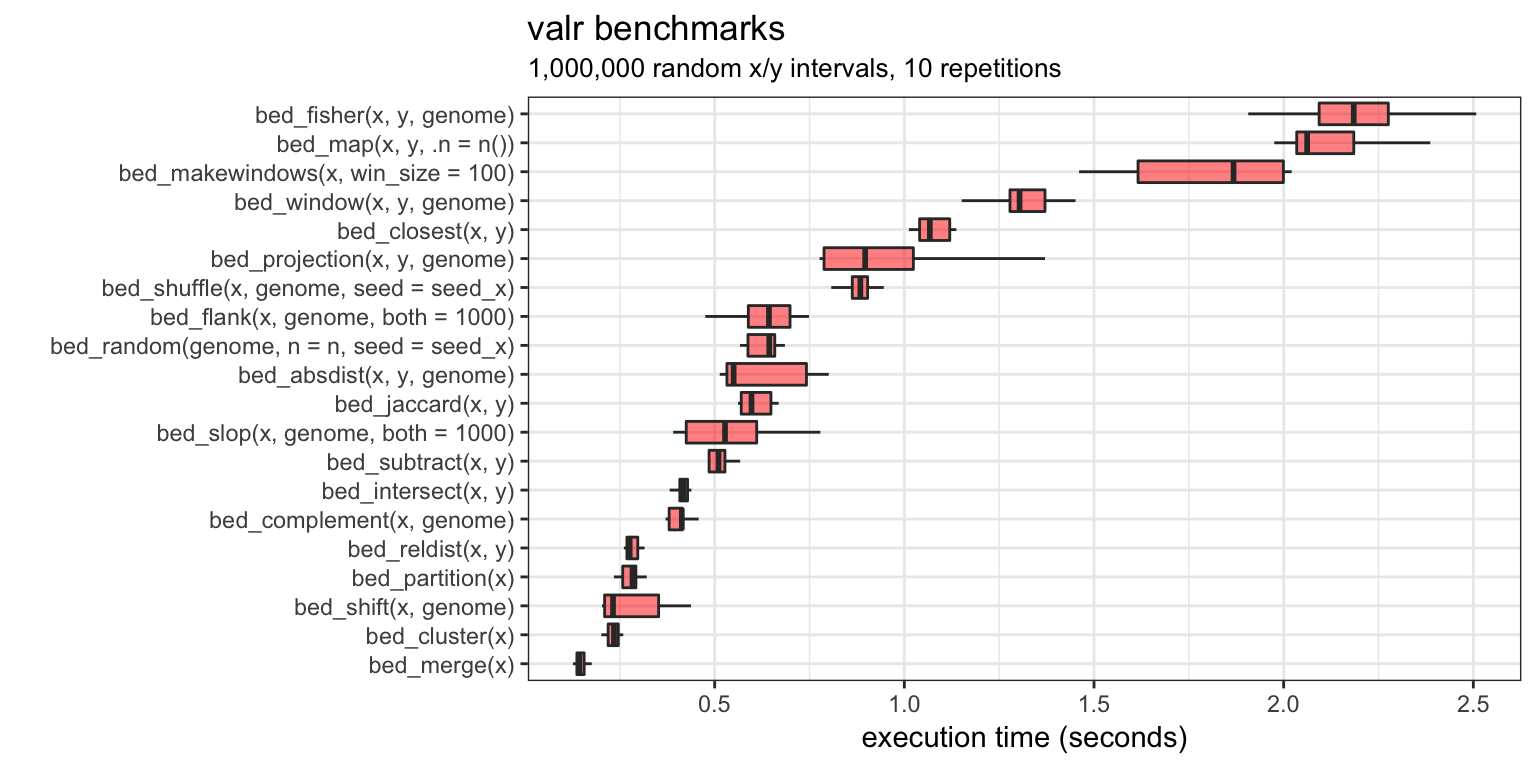 valr benchmarks
1,000,000 random x/y intervals, 10 repetitions
bed_fisher(x, y, genome)
bed_map(x, y, .n = n())
bed_makewindows(x, win_size = 100)
bed_window(x, y, genome)
bed_closest(x, y)
bed_projection(x, y, genome)
bed_shuffle(x, genome, seed = seed_x)
bed_flank(x, genome, both = 1000)
bed_random(genome, n = n, seed = seed_x)
bed_absdist(x, y, genome)
bed_jaccard(x, y)
bed_slop(x, genome, both = 1000)
bed_subtract(x, y)
bed_intersect(x, y)
bed_complement(x, genome)
bed_reldist(x, y)
bed_partition(x)
bed_shift(x, genome)
bed_cluster(x)
bed_merge(x)
0.5 1.0 1.5 2.0 2.5
execution time (seconds)